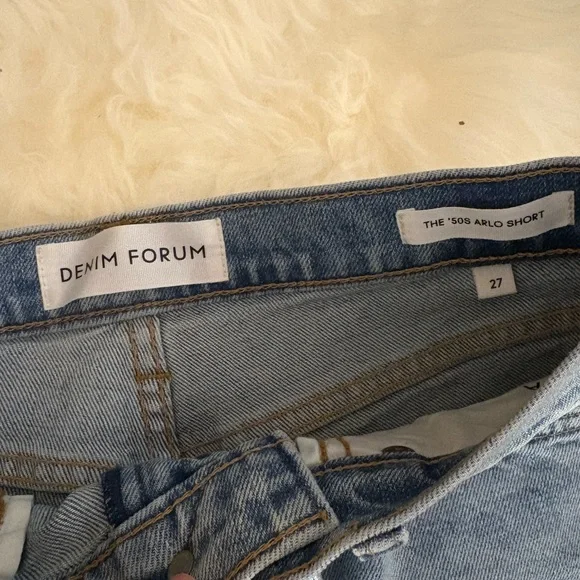 DENIM FORUM
THE '50S ARLO SHORT
27